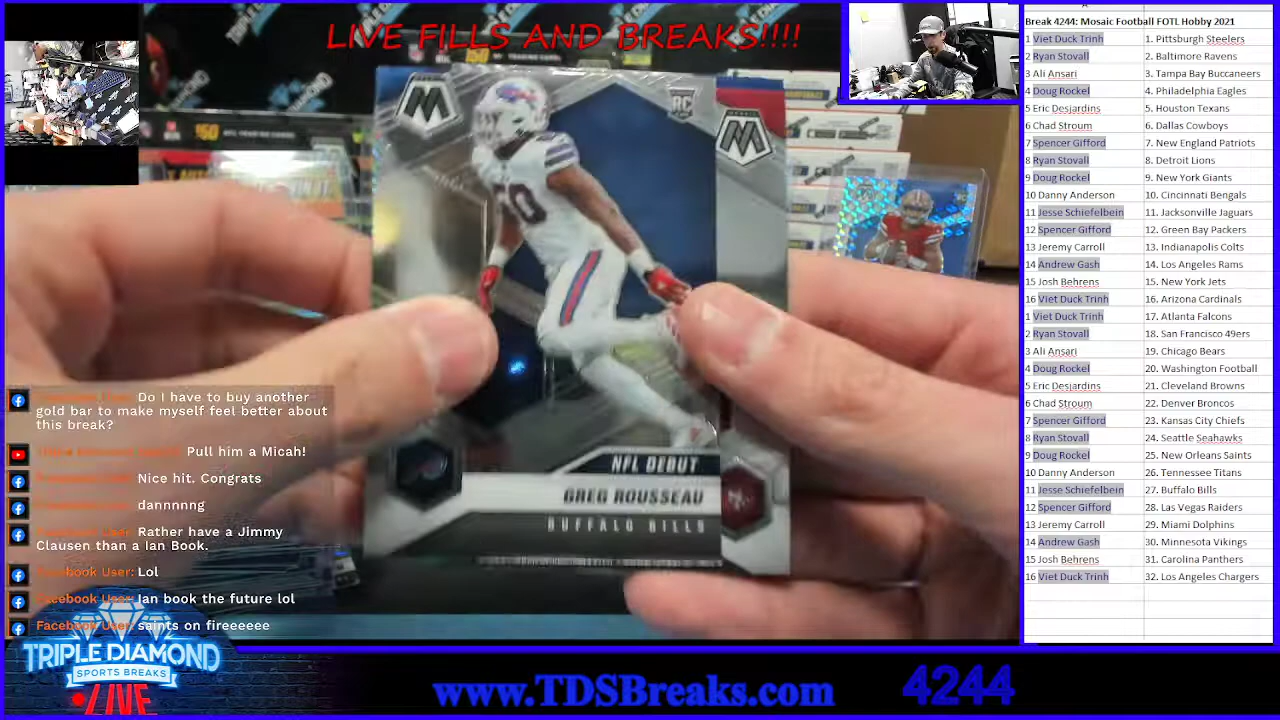 LIVE FILLS AND BREAKS!!!!
RC
50
NFL DEBUT
GREG ROUSSEAU
BUFFALO BILLS
Do I have to buy another
gold bar to make myself feel better about
this break?
Pull him a Micah!
Nice hit. Congrats
dannnnng
Rather have a Jimmy
Clausen than a Ian Book.
Facebook User: Lol
Facebook User: Ian book the future lol
Facebook User: saints on fireeeeee
TRIPLE DIAMOND
SPORTS BREAKS
LIVE
www.TDSBreaks.com
4244
Break 4244: Mosaic Football FOTL Hobby 2021
1 Viet Duck Trinh 1. Pittsburgh Steelers
2 Ryan Stovall 2. Baltimore Ravens
3 Ali Ansari 3. Tampa Bay Buccaneers
4 Doug Rockel 4. Philadelphia Eagles
5 Eric Desjardins 5. Houston Texans
6 Chad Stroum 6. Dallas Cowboys
7 Spencer Gifford 7. New England Patriots
8 Ryan Stovall 8. Detroit Lions
9 Doug Rockel 9. New York Giants
10 Danny Anderson 10. Cincinnati Bengals
11 Jesse Schiefelbein 11. Jacksonville Jaguars
12 Spencer Gifford 12. Green Bay Packers
13 Jeremy Carroll 13. Indianapolis Colts
14 Andrew Gash 14. Los Angeles Rams
15 Josh Behrens 15. New York Jets
16 Viet Duck Trinh 16. Arizona Cardinals
1 Viet Duck Trinh 17. Atlanta Falcons
2 Ryan Stovall 18. San Francisco 49ers
3 Ali Ansari 19. Chicago Bears
4 Doug Rockel 20. Washington Football
5 Eric Desjardins 21. Cleveland Browns
6 Chad Stroum 22. Denver Broncos
7 Spencer Gifford 23. Kansas City Chiefs
8 Ryan Stovall 24. Seattle Seahawks
9 Doug Rockel 25. New Orleans Saints
10 Danny Anderson 26. Tennessee Titans
11 Jesse Schiefelbein 27. Buffalo Bills
12 Spencer Gifford 28. Las Vegas Raiders
13 Jeremy Carroll 29. Miami Dolphins
14 Andrew Gash 30. Minnesota Vikings
15 Josh Behrens 31. Carolina Panthers
16 Viet Duck Trinh 32. Los Angeles Chargers